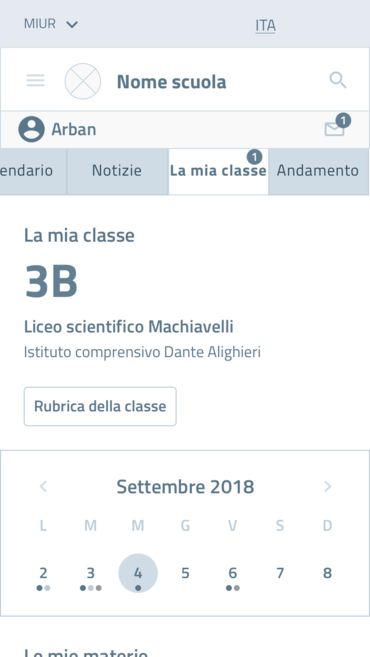 MIUR
ITA
Nome scuola
Arban
1
endario
Notizie
La mia classe
1
Andamento
La mia classe
3B
Liceo scientifico Machiavelli
Istituto comprensivo Dante Alighieri
Rubrica della classe
Settembre 2018
L M M G V S D
2 3 4 5 6 7 8
Le mie materie